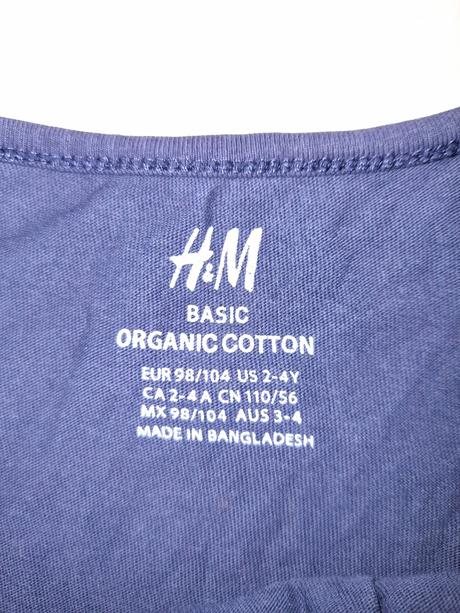 H&M
BASIC
ORGANIC COTTON
EUR 98/104 US 2-4Y
CA 2-4 A CN 110/56
MX 98/104 AUS 3-4
MADE IN BANGLADESH